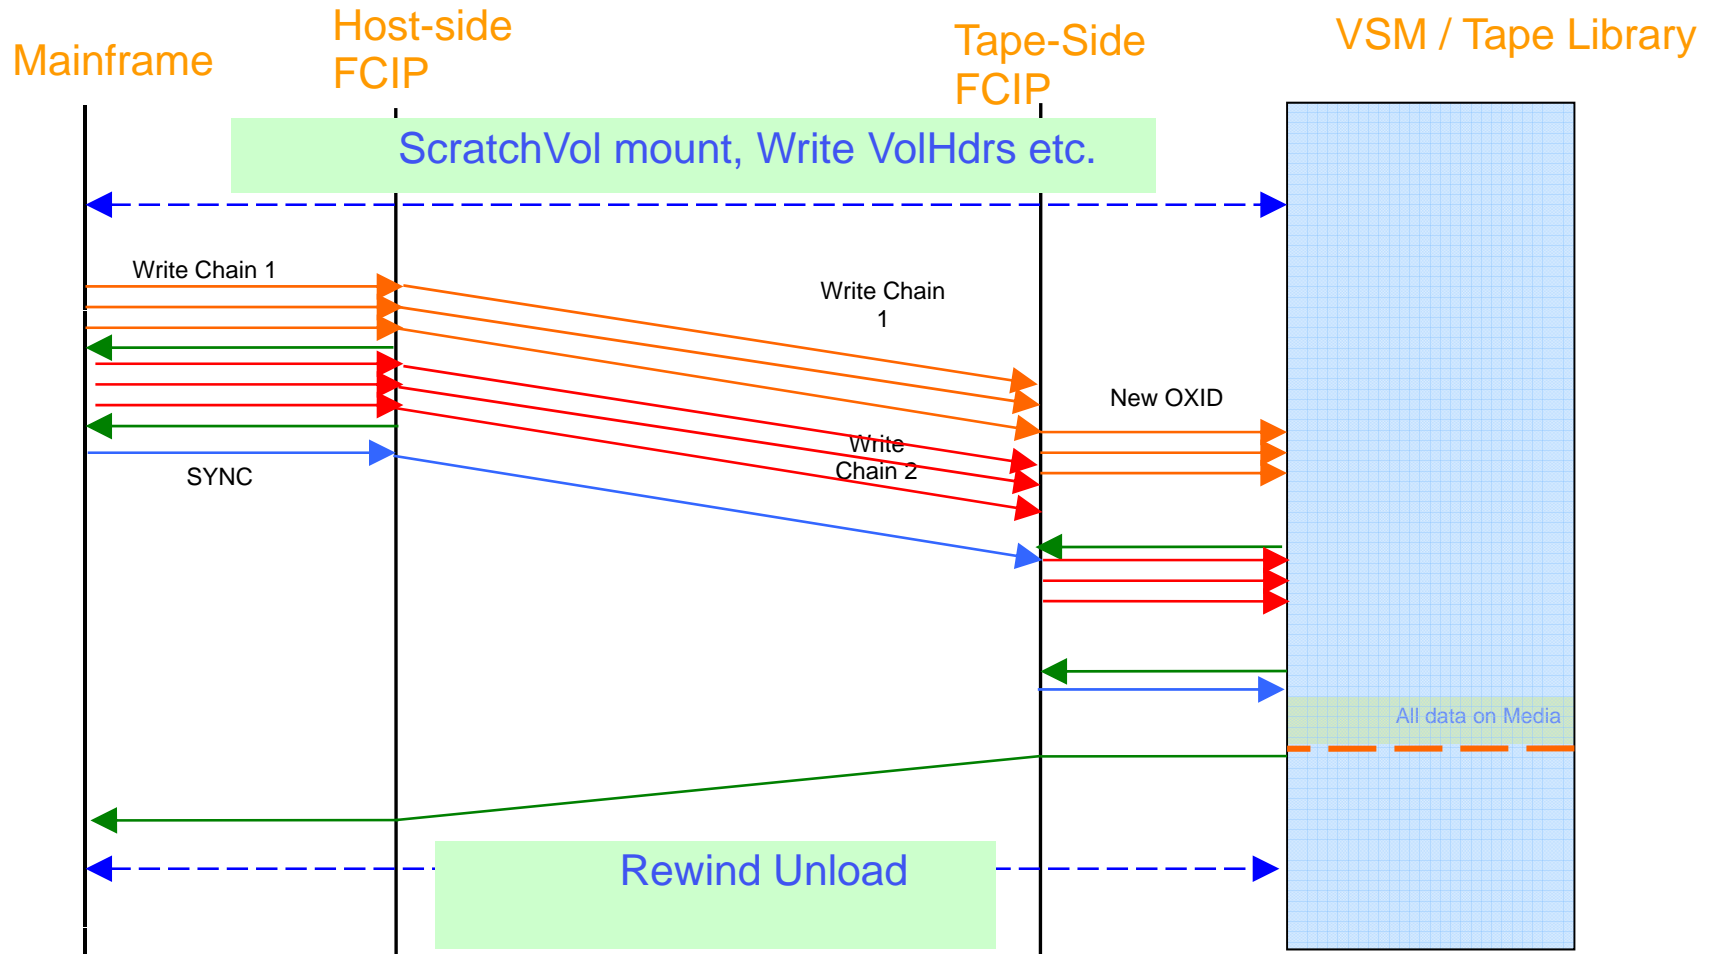 Mainframe
Host-side
FCIP
Tape-Side
FCIP
VSM / Tape Library
ScratchVol mount, Write VolHdrs etc.
Write Chain 1
Write Chain
1
New OXID
Write
Chain 2
SYNC
All data on Media
Rewind Unload